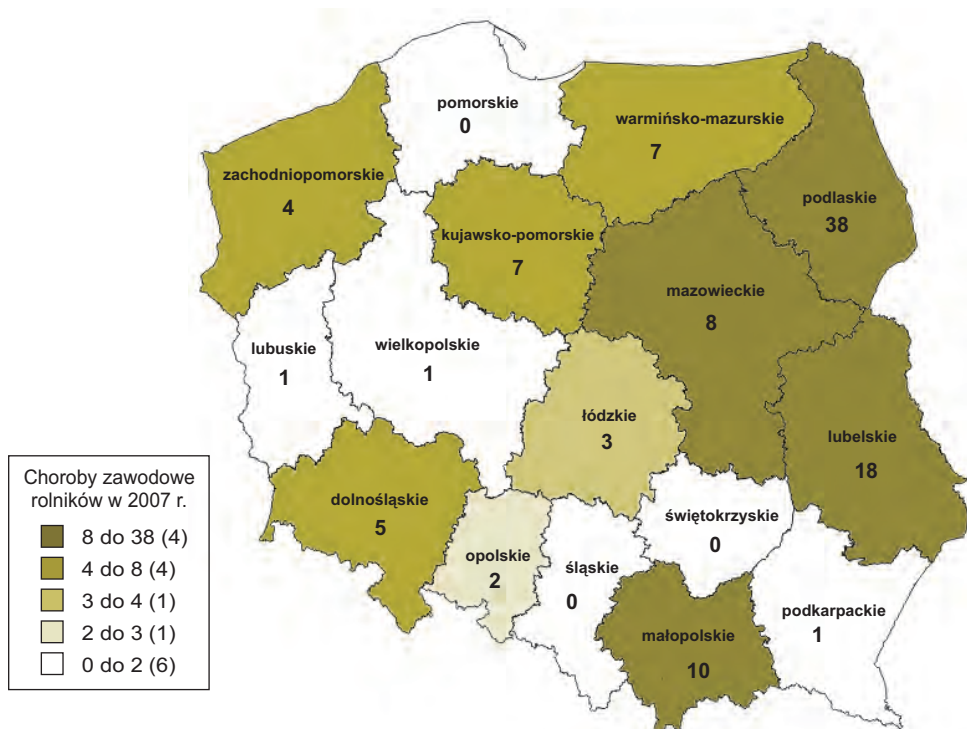 pomorskie
0
warmińsko-mazurskie
7
zachodniopomorskie
4
podlaskie
38
kujawsko-pomorskie
7
mazowieckie
8
lubuskie
1
wielkopolskie
1
łódzkie
3
lubelskie
18
dolnośląskie
5
świętokrzyskie
0
opolskie
2
śląskie
0
podkarpackie
1
małopolskie
10
Choroby zawodowe
rolników w 2007 r.
8 do 38 (4)
4 do 8 (4)
3 do 4 (1)
2 do 3 (1)
0 do 2 (6)